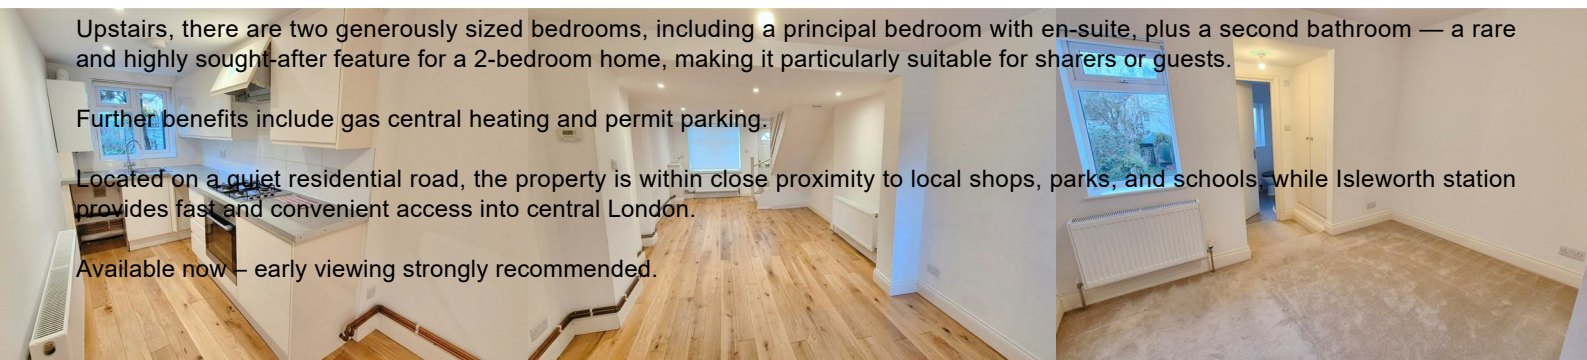 Upstairs, there are two generously sized bedrooms, including a principal bedroom with en-suite, plus a second bathroom — a rare
and highly sought-after feature for a 2-bedroom home, making it particularly suitable for sharers or guests.
Further benefits include gas central heating and permit parking.
Located on a quiet residential road, the property is within close proximity to local shops, parks, and schools, while Isleworth station
provides fast and convenient access into central London.
Available now – early viewing strongly recommended.